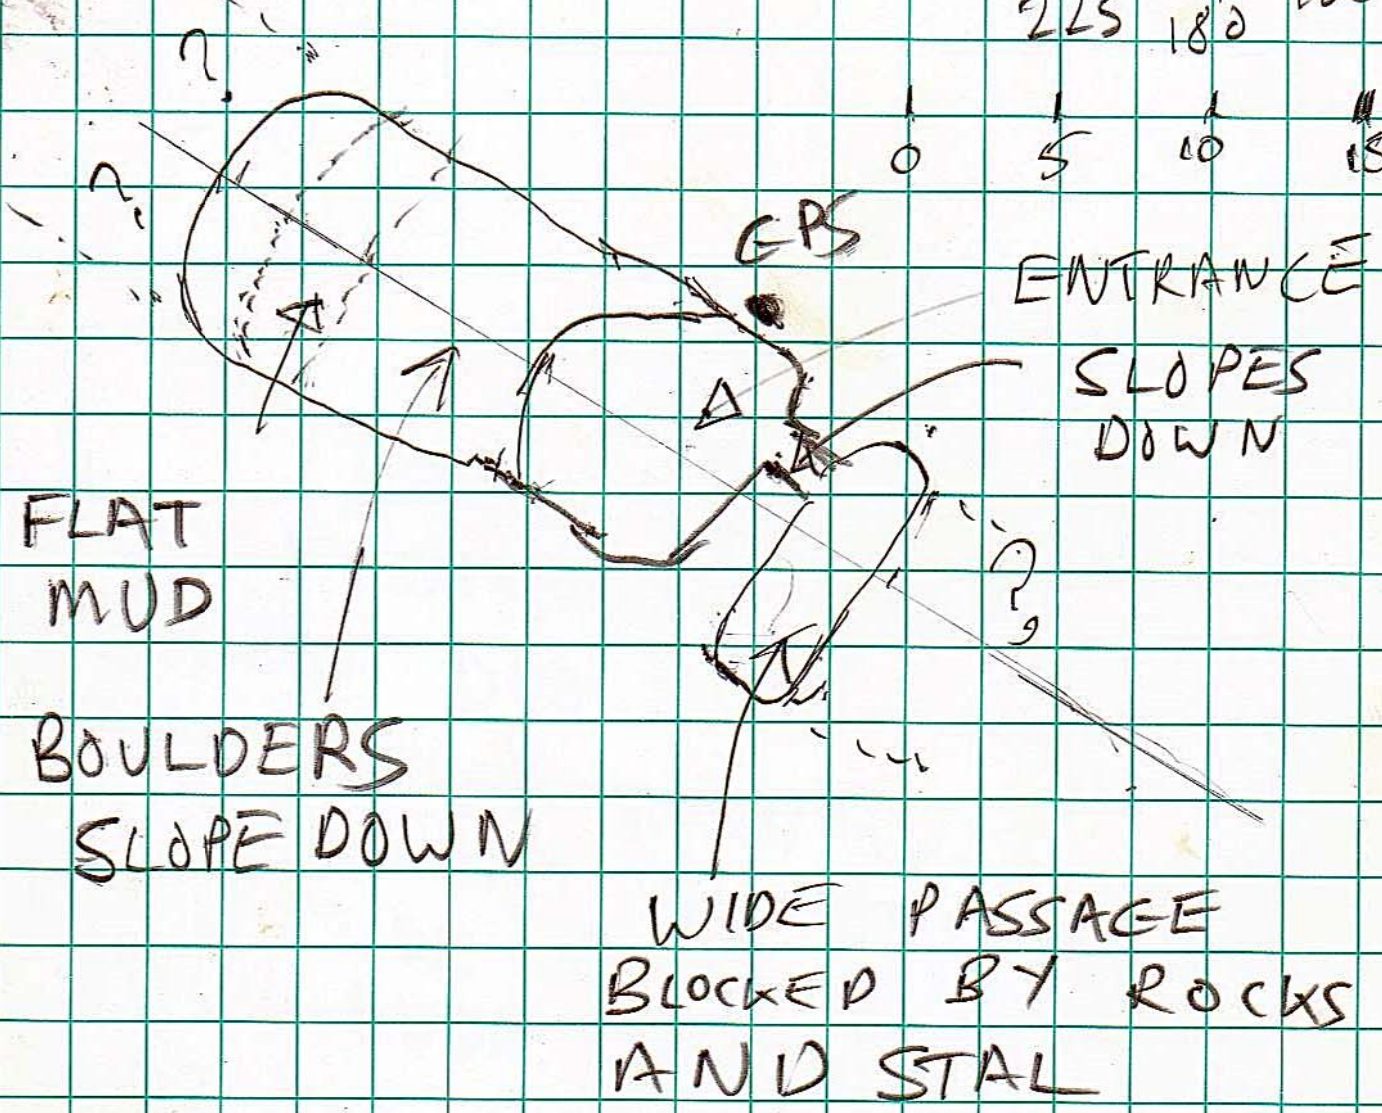 225 180
0 5 10 15
?
?
GPS
ENTRANCE
SLOPES
DOWN
FLAT
MUD
?
BOULDERS
SLOPE DOWN
WIDE PASSAGE
BLOCKED BY ROCKS
AND STAL